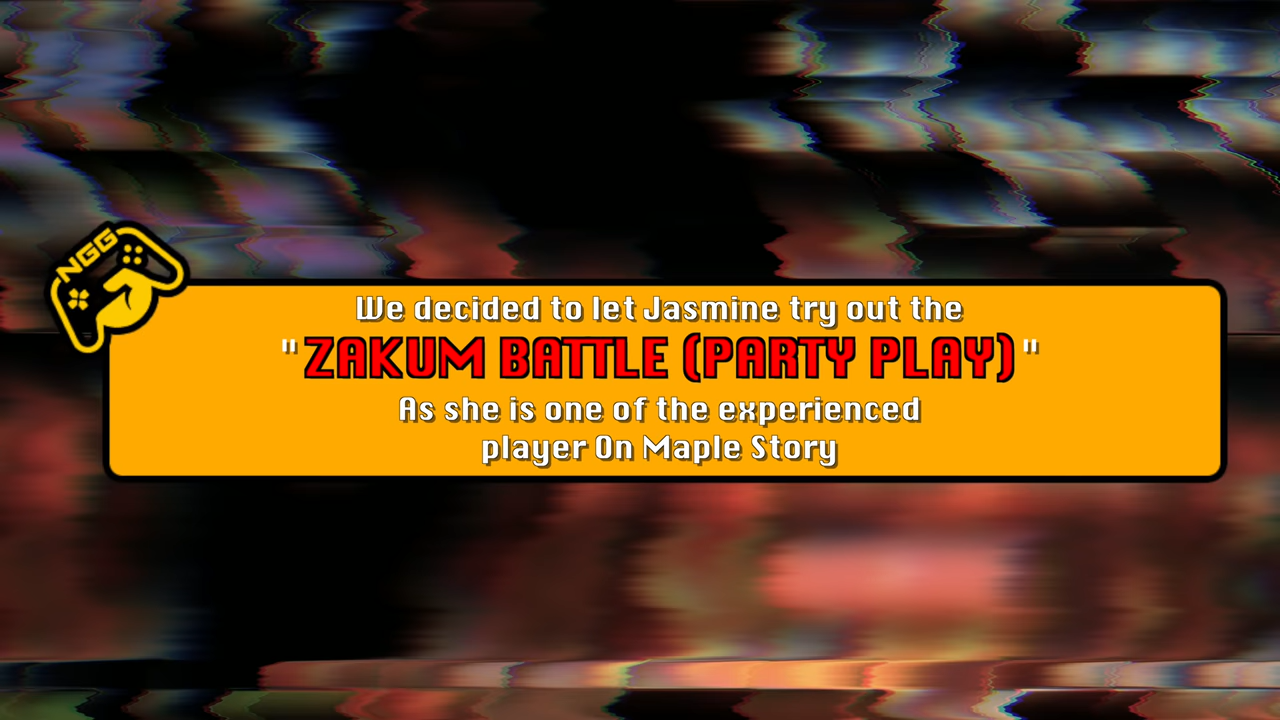 NGG
We decided to let Jasmine try out the
"ZAKUM BATTLE (PARTY PLAY)"
As she is one of the experienced
player On Maple Story